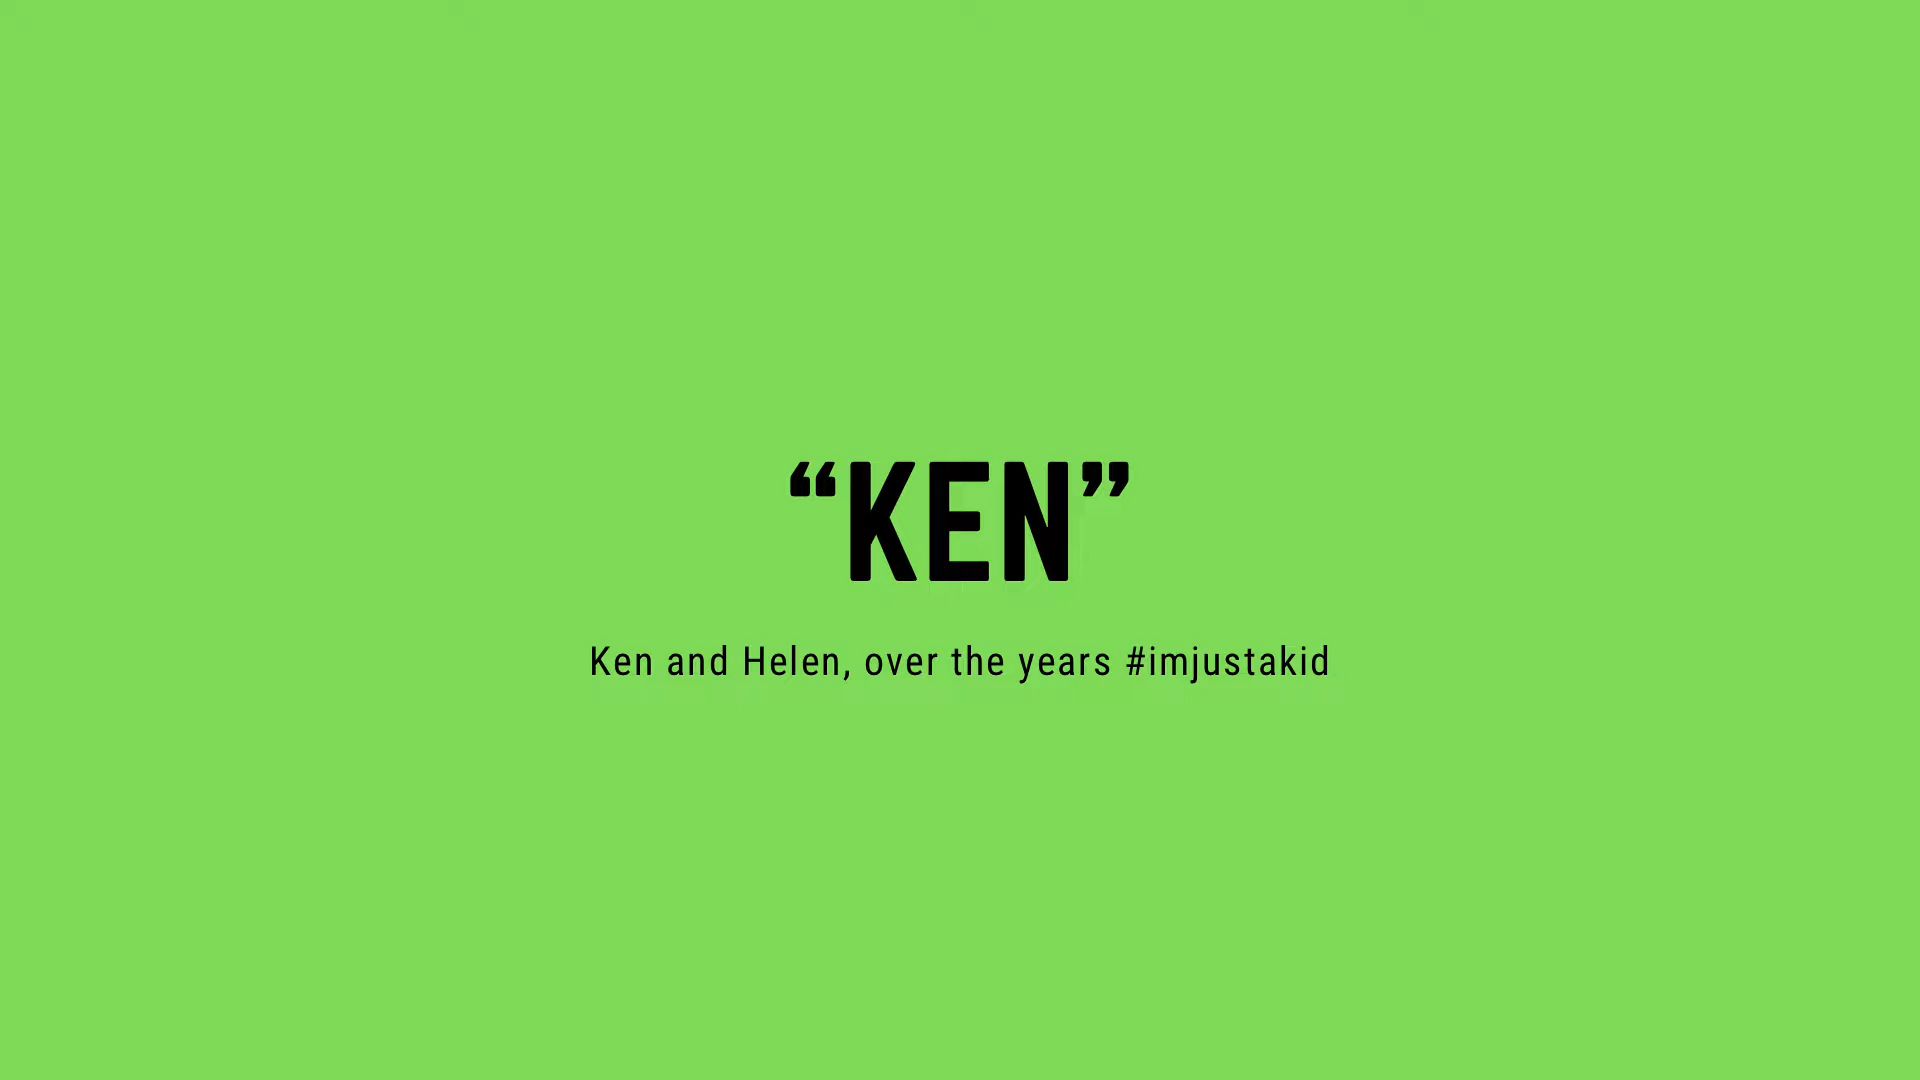 “KEN”
Ken and Helen, over the years #imjustakid